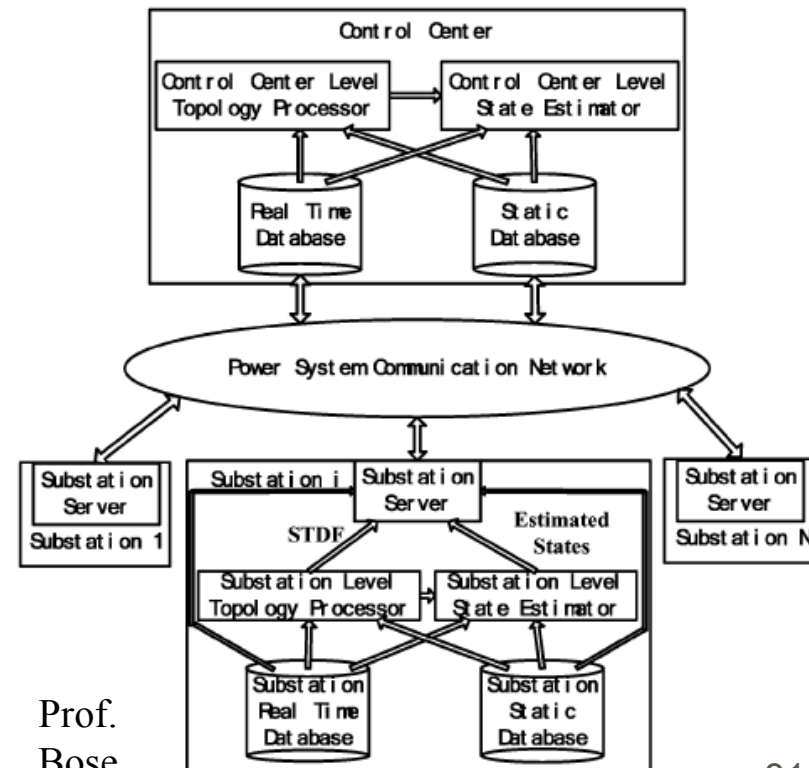 Control Center
Control Center Level
Topology Processor
Control Center Level
State Estimator
Real Time
Database
Static
Database
Power System Communication Network
Substation
Server
Substation 1
Substation i
Substation
Server
STDF
Estimated
States
Substation Level
Topology Processor
Substation Level
State Estimator
Substation
Real Time
Database
Substation
Static
Database
Substation
Server
Substation N
Prof.
Bose